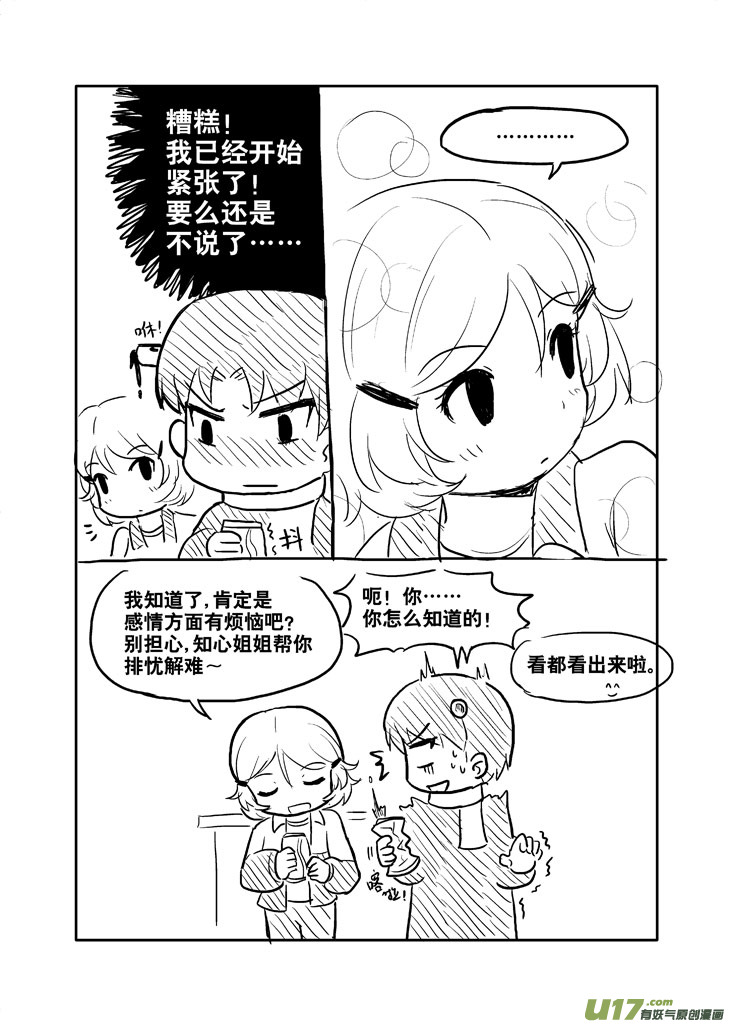 糟糕！
我已经开始
紧张了！
要么还是
不说了……
…………
咻！
抖
我知道了,肯定是
感情方面有烦恼吧？
别担心,知心姐姐帮你
排忧解难～
呃！你……
你怎么知道的！
看都看出来啦。
^^
喀啦！
U17.com
有妖气原创漫画